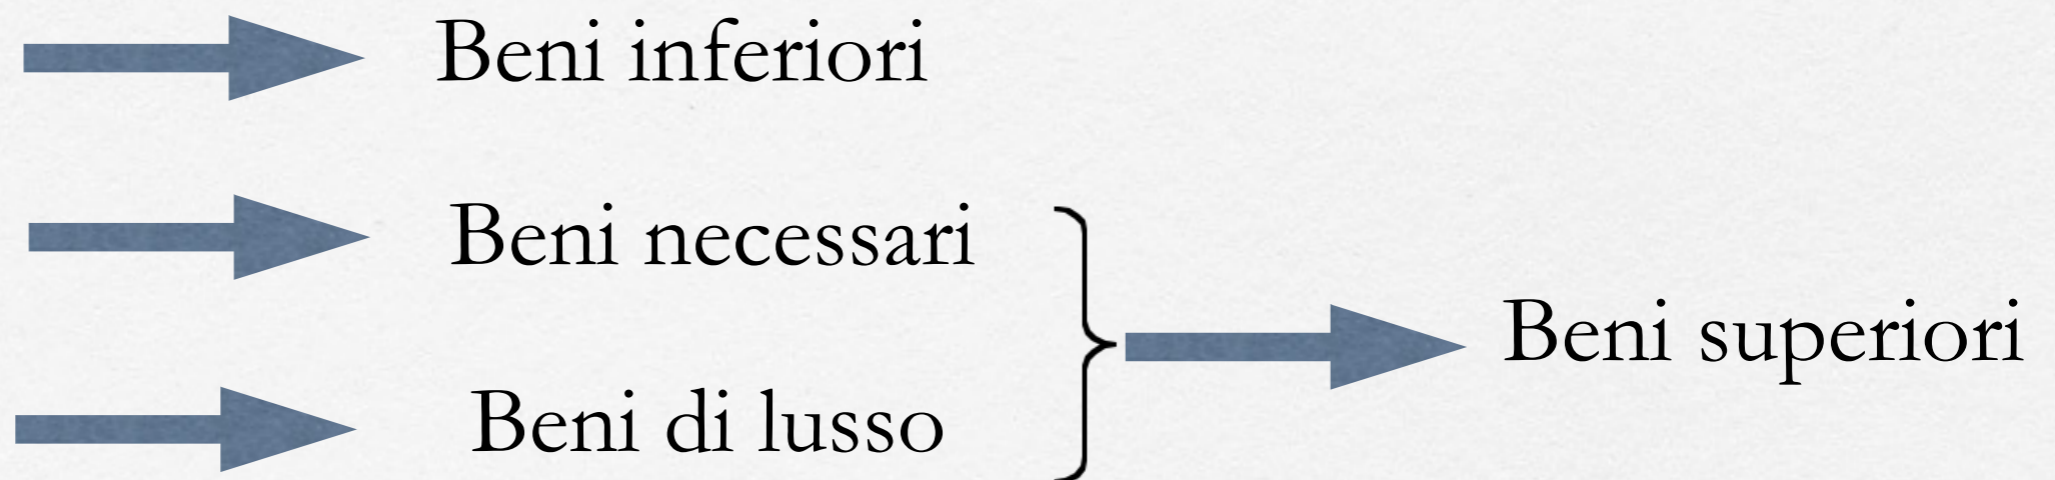 Beni inferiori
Beni necessari
Beni superiori
Beni di lusso